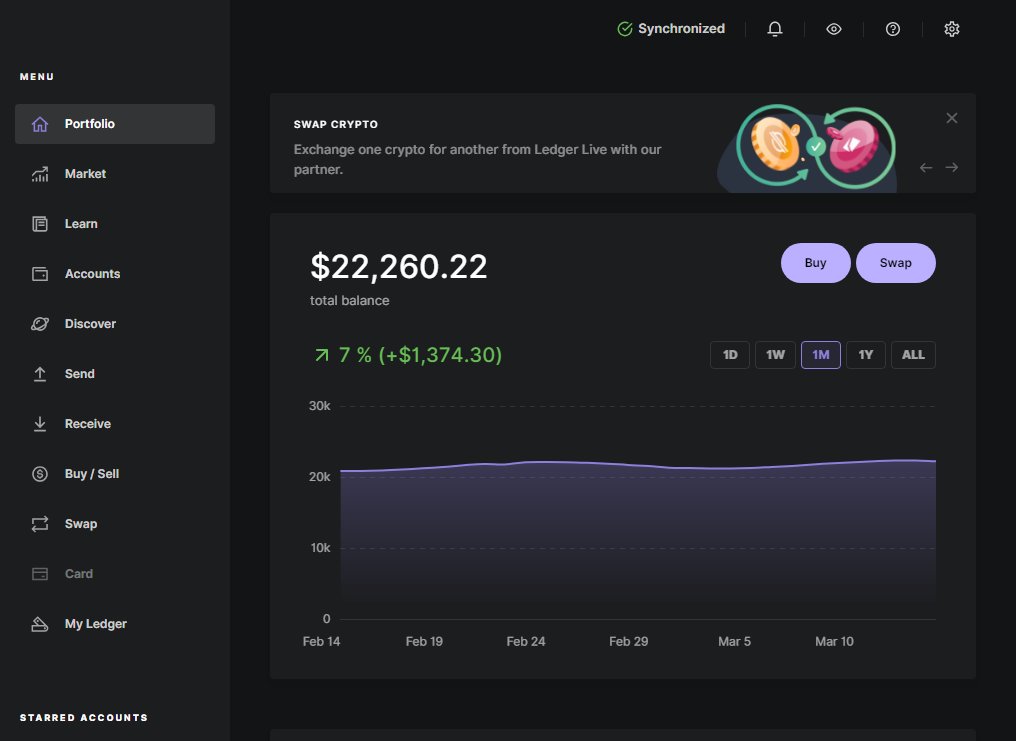 Synchronized
MENU
Portfolio
Market
Learn
Accounts
Discover
Send
Receive
Buy / Sell
Swap
Card
My Ledger
STARRED ACCOUNTS
SWAP CRYPTO
Exchange one crypto for another from Ledger Live with our
partner.
$22,260.22
total balance
Buy
Swap
7 % (+$1,374.30)
1D 1W 1M 1Y ALL
30k
20k
10k
0
Feb 14 Feb 19 Feb 24 Feb 29 Mar 5 Mar 10